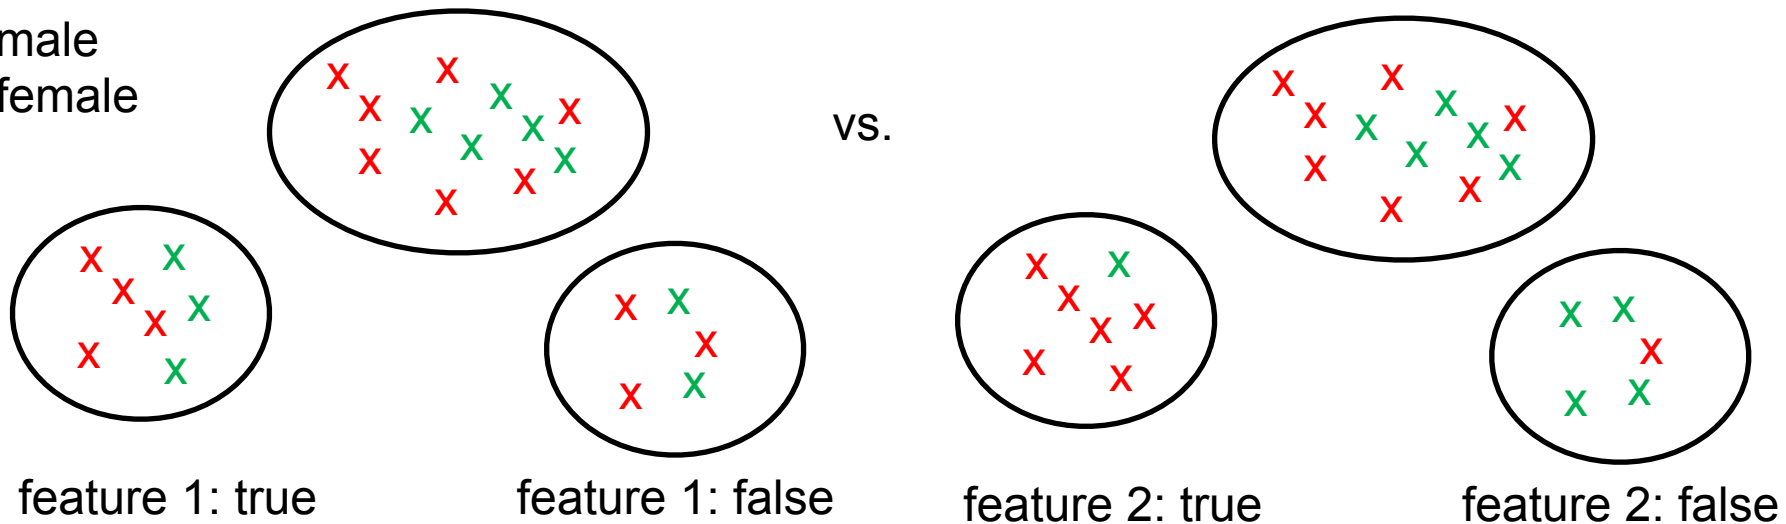 male
female
vs.
feature 1: true
feature 1: false
feature 2: true
feature 2: false